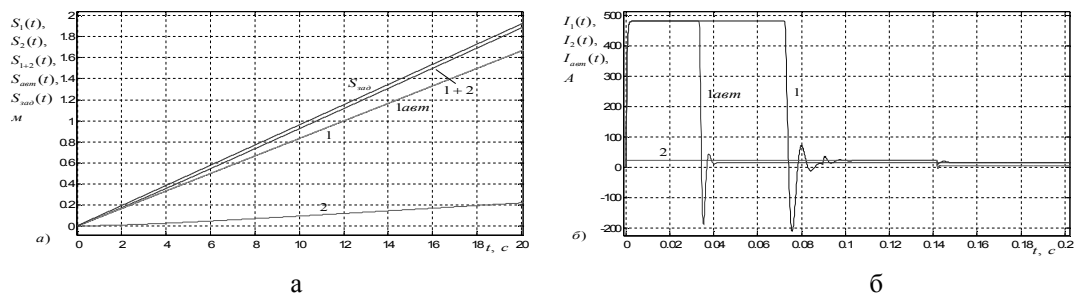 S₁(t),
S₂(t),
S₁₊₂(t),
Sₐвт(t),
Sзад(t)
м
2
1.8
1.6
1.4
1.2
1
0.8
0.6
0.4
0.2
0
Sзад
1+2
1авт
1
2
а)
0 2 4 6 8 10 12 14 16 18 20
t, с
а
I₁(t),
I₂(t),
Iавт(t),
А
500
400
300
200
100
0
-100
-200
1авт
1
2
б)
0 0.02 0.04 0.06 0.08 0.1 0.12 0.14 0.16 0.18 0.2
t, с
б